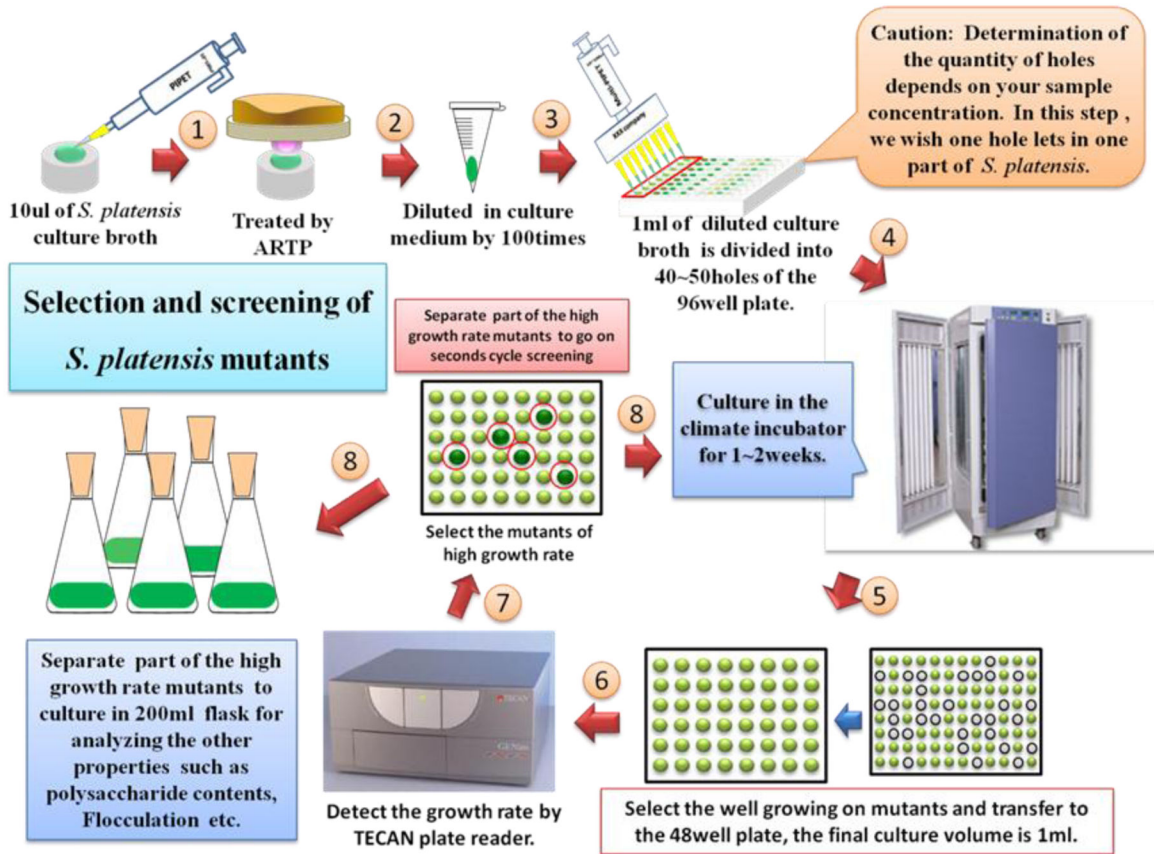 PIPET
1
10ul of S. platensis
culture broth
Treated by
ARTP
2
Diluted in culture
medium by 100times
3
Multi-PIPET
XXX company
1ml of diluted culture
broth is divided into
40~50holes of the
96well plate.
Caution: Determination of
the quantity of holes
depends on your sample
concentration. In this step ,
we wish one hole lets in one
part of S. platensis.
4
Selection and screening of
S. platensis mutants
Separate part of the high
growth rate mutants to go on
seconds cycle screening
8
Culture in the
climate incubator
for 1~2weeks.
8
Select the mutants of
high growth rate
5
7
6
TECAN
Separate part of the high
growth rate mutants to
culture in 200ml flask for
analyzing the other
properties such as
polysaccharide contents,
Flocculation etc.
Detect the growth rate by
TECAN plate reader.
Select the well growing on mutants and transfer to
the 48well plate, the final culture volume is 1ml.